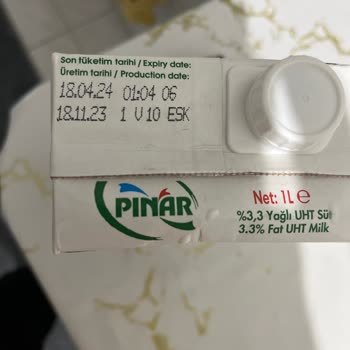 Son tüketim tarihi / Expiry date:
Üretim tarihi / Production date:
18.04.24 01:04 06
18.11.23 1 V 10 ESK
PINAR
Net: 1L e
%3,3 Yağlı UHT Süt
3.3% Fat UHT Milk